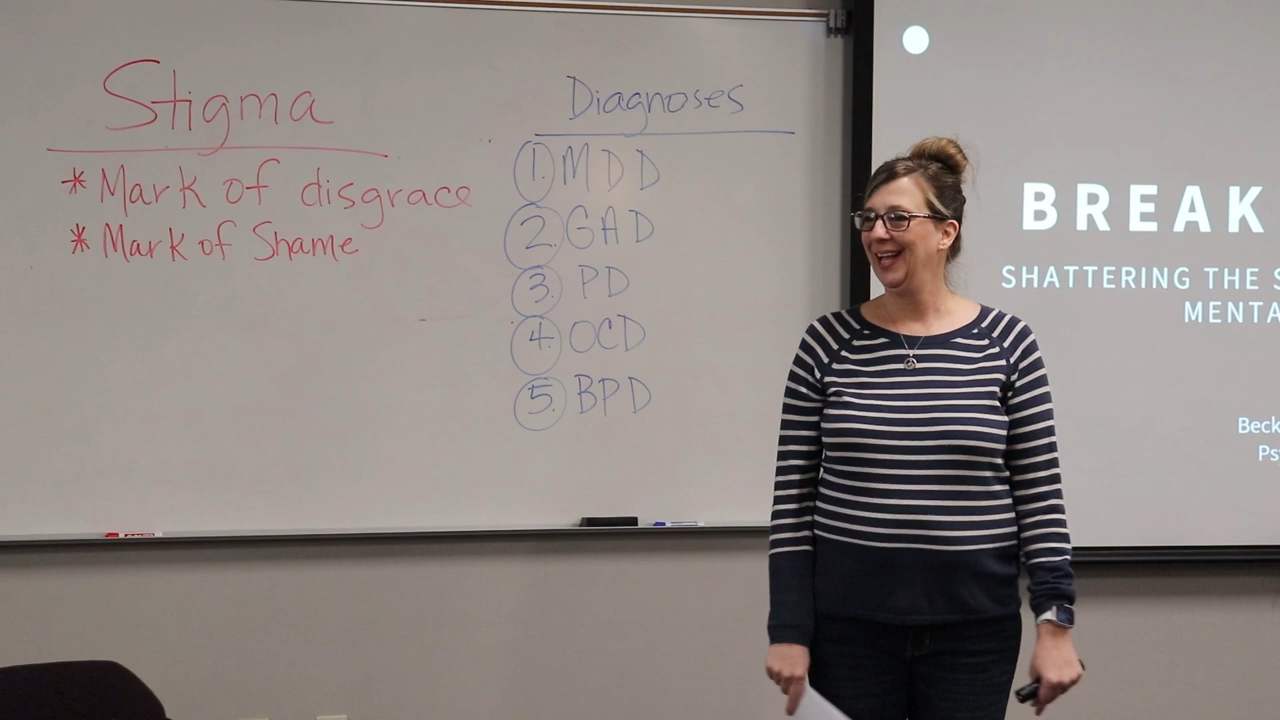 Stigma
* Mark of disgrace
* Mark of Shame
Diagnoses
1. MDD
2. GAD
3. PD
4. OCD
5. BPD
BREAK
SHATTERING THE S
MENTA
Beck
Ps